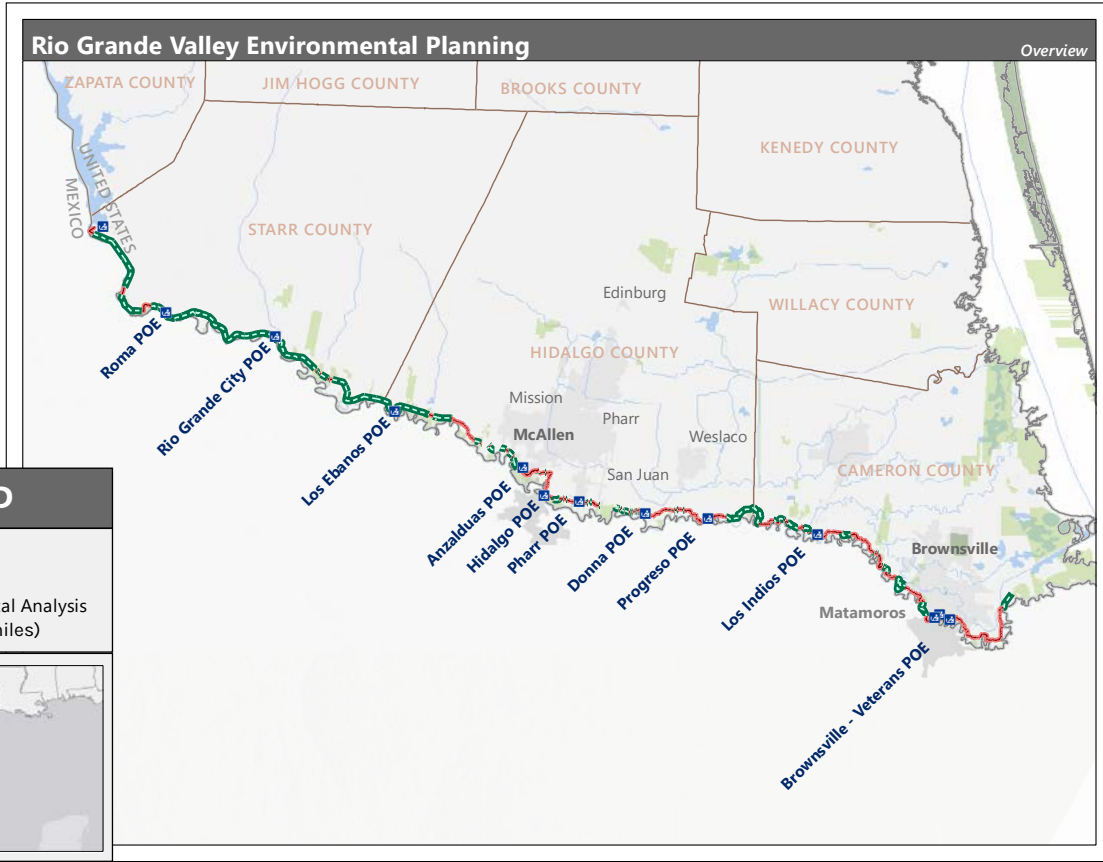 Rio Grande Valley Environmental Planning
Overview
ZAPATA COUNTY
JIM HOGG COUNTY
BROOKS COUNTY
KENEDY COUNTY
UNITED STATES
MEXICO
STARR COUNTY
Edinburg
WILLACY COUNTY
HIDALGO COUNTY
Roma POE
Rio Grande City POE
Mission
Pharr
McAllen
Weslaco
Los Ebanos POE
San Juan
CAMERON COUNTY
Anzalduas POE
Hidalgo POE
Pharr POE
Donna POE
Progreso POE
Los Indios POE
Brownsville
Matamoros
Brownsville - Veterans POE